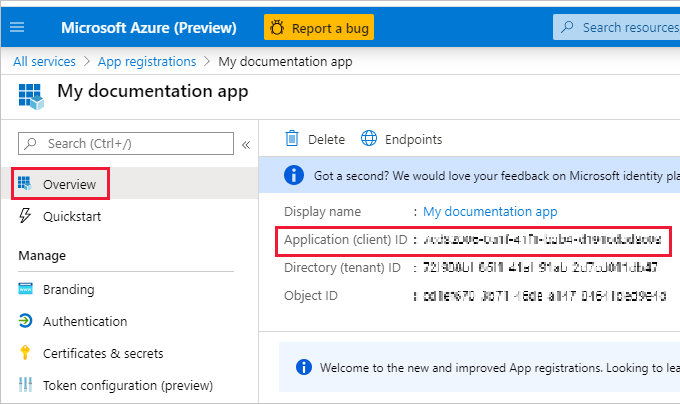 Microsoft Azure (Preview)
Report a bug
Search resources
All services > App registrations > My documentation app
My documentation app
Search (Ctrl+/)
«
Delete
Endpoints
Overview
Got a second? We would love your feedback on Microsoft identity pla
Quickstart
Display name : My documentation app
Application (client) ID :
Directory (tenant) ID :
Object ID :
Manage
Branding
Authentication
Certificates & secrets
Token configuration (preview)
Welcome to the new and improved App registrations. Looking to lea